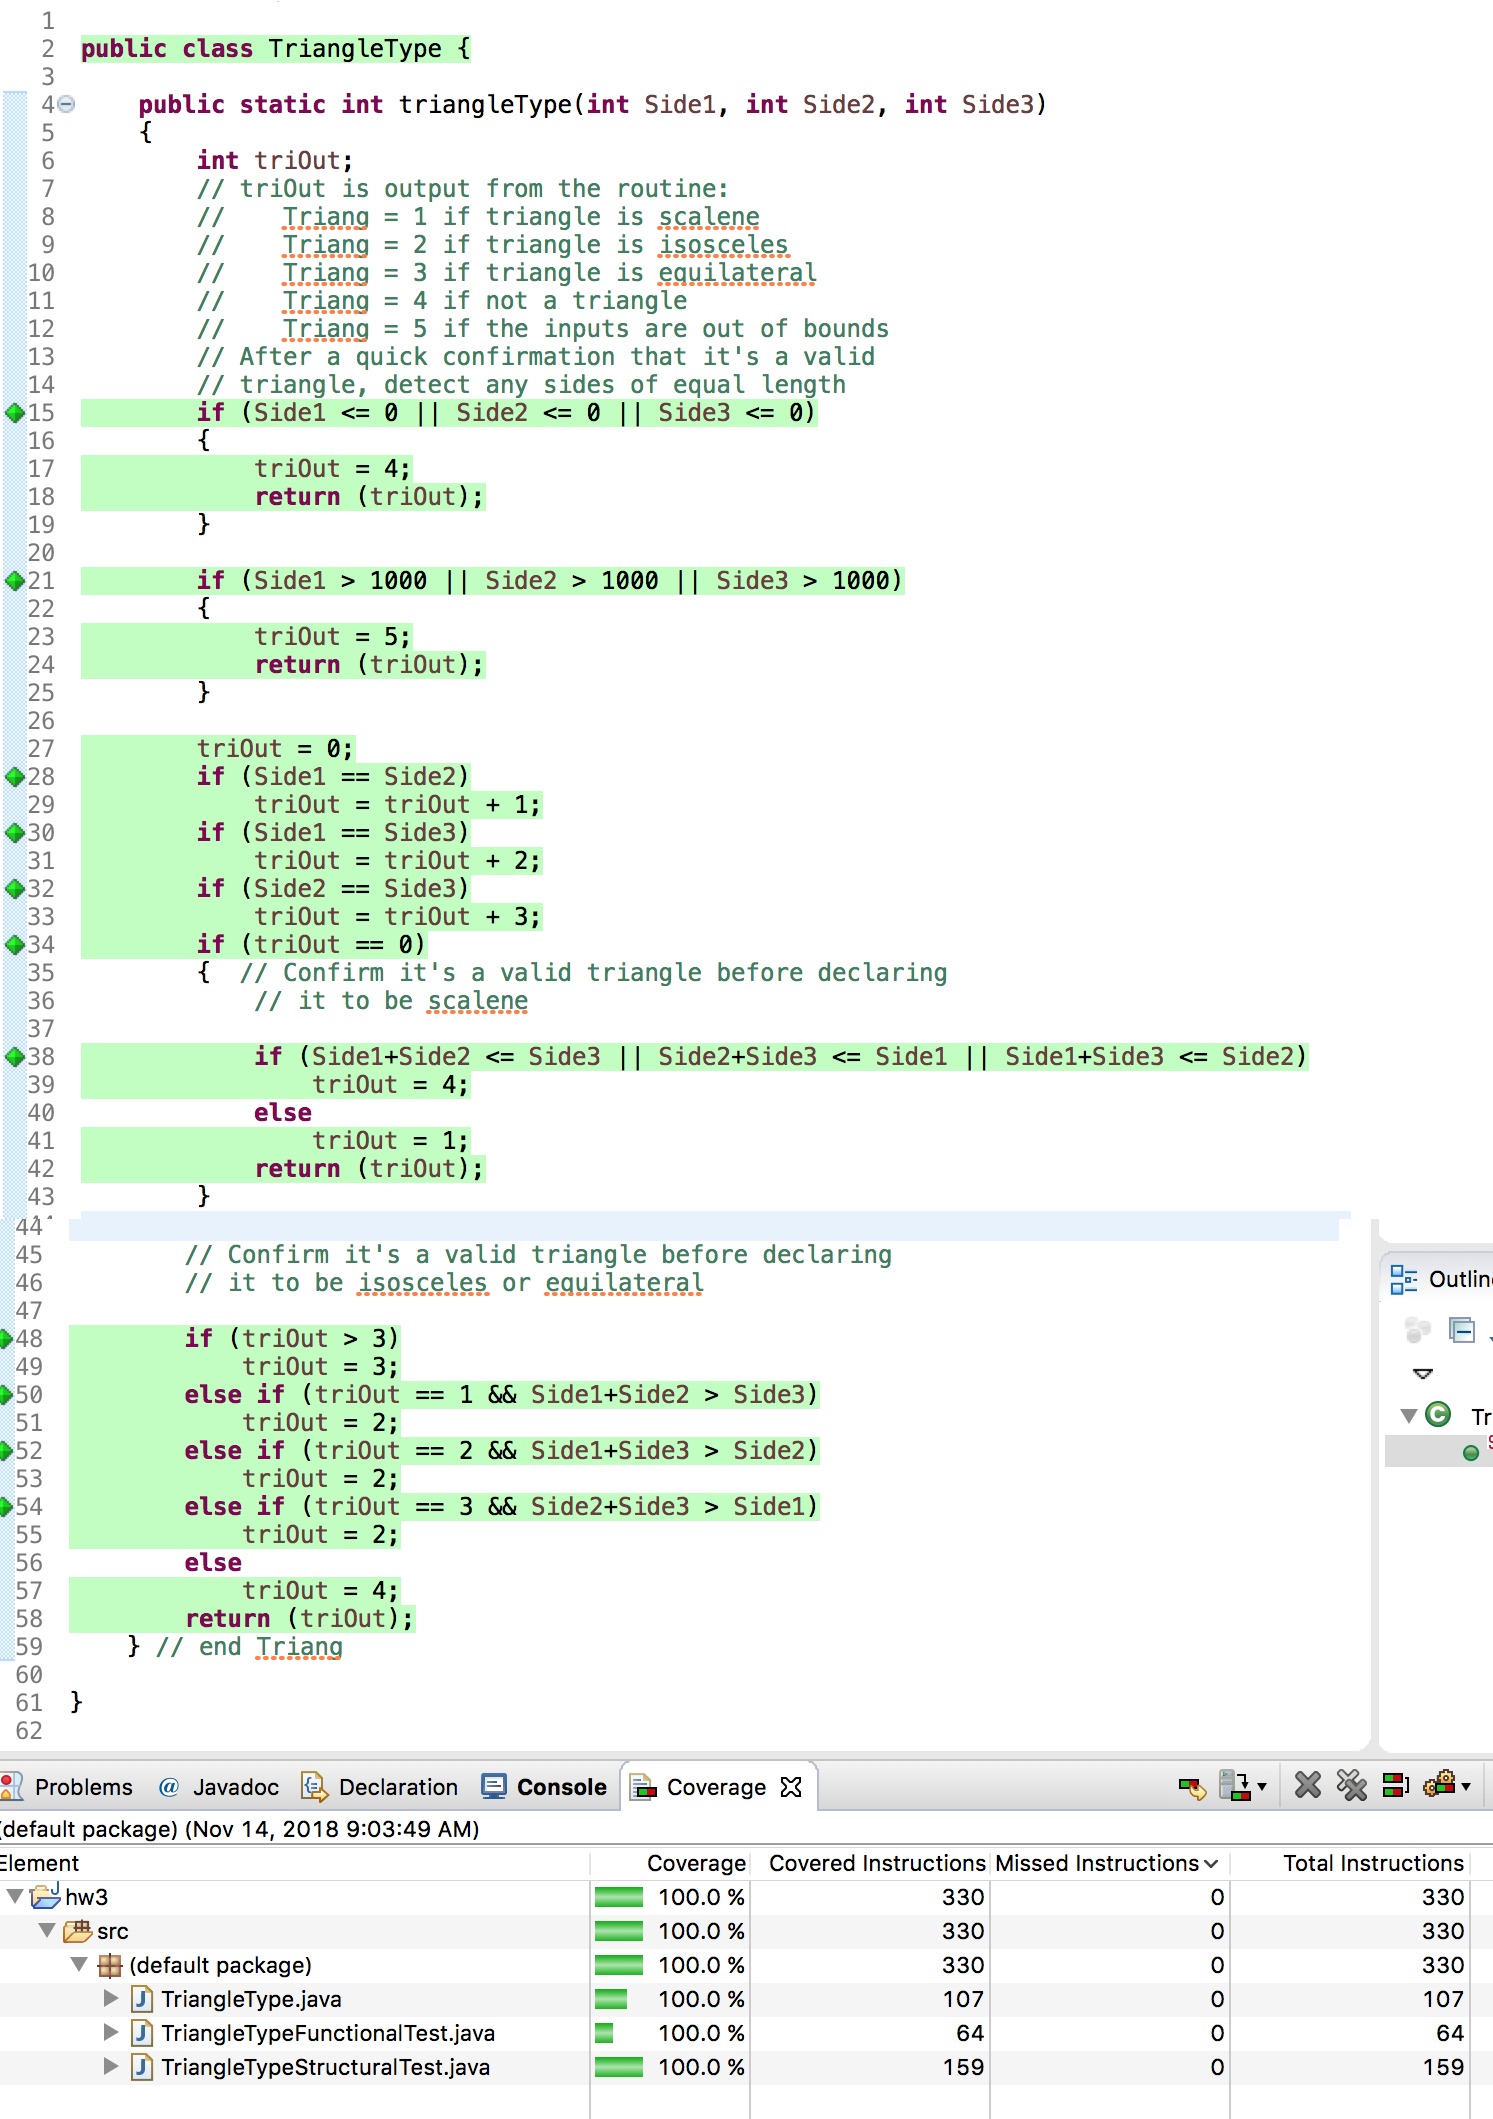 1
2 public class TriangleType {
3
4 public static int triangleType(int Side1, int Side2, int Side3)
5 {
6 int triOut;
7 // triOut is output from the routine:
8 // Triang = 1 if triangle is scalene
9 // Triang = 2 if triangle is isosceles
10 // Triang = 3 if triangle is equilateral
11 // Triang = 4 if not a triangle
12 // Triang = 5 if the inputs are out of bounds
13 // After a quick confirmation that it's a valid
14 // triangle, detect any sides of equal length
15 if (Side1 <= 0 || Side2 <= 0 || Side3 <= 0)
16 {
17 triOut = 4;
18 return (triOut);
19 }
20
21 if (Side1 > 1000 || Side2 > 1000 || Side3 > 1000)
22 {
23 triOut = 5;
24 return (triOut);
25 }
26
27 triOut = 0;
28 if (Side1 == Side2)
29 triOut = triOut + 1;
30 if (Side1 == Side3)
31 triOut = triOut + 2;
32 if (Side2 == Side3)
33 triOut = triOut + 3;
34 if (triOut == 0)
35 { // Confirm it's a valid triangle before declaring
36 // it to be scalene
37
38 if (Side1+Side2 <= Side3 || Side2+Side3 <= Side1 || Side1+Side3 <= Side2)
39 triOut = 4;
40 else
41 triOut = 1;
42 return (triOut);
43 }
44
45 // Confirm it's a valid triangle before declaring
46 // it to be isosceles or equilateral
47
48 if (triOut > 3)
49 triOut = 3;
50 else if (triOut == 1 && Side1+Side2 > Side3)
51 triOut = 2;
52 else if (triOut == 2 && Side1+Side3 > Side2)
53 triOut = 2;
54 else if (triOut == 3 && Side2+Side3 > Side1)
55 triOut = 2;
56 else
57 triOut = 4;
58 return (triOut);
59 } // end Triang
60
61 }
62
Outlin
Tr
Problems @ Javadoc Declaration Console Coverage
(default package) (Nov 14, 2018 9:03:49 AM)
Element Coverage Covered Instructions Missed Instructions Total Instructions
hw3 100.0 % 330 0 330
src 100.0 % 330 0 330
(default package) 100.0 % 330 0 330
TriangleType.java 100.0 % 107 0 107
TriangleTypeFunctionalTest.java 100.0 % 64 0 64
TriangleTypeStructuralTest.java 100.0 % 159 0 159